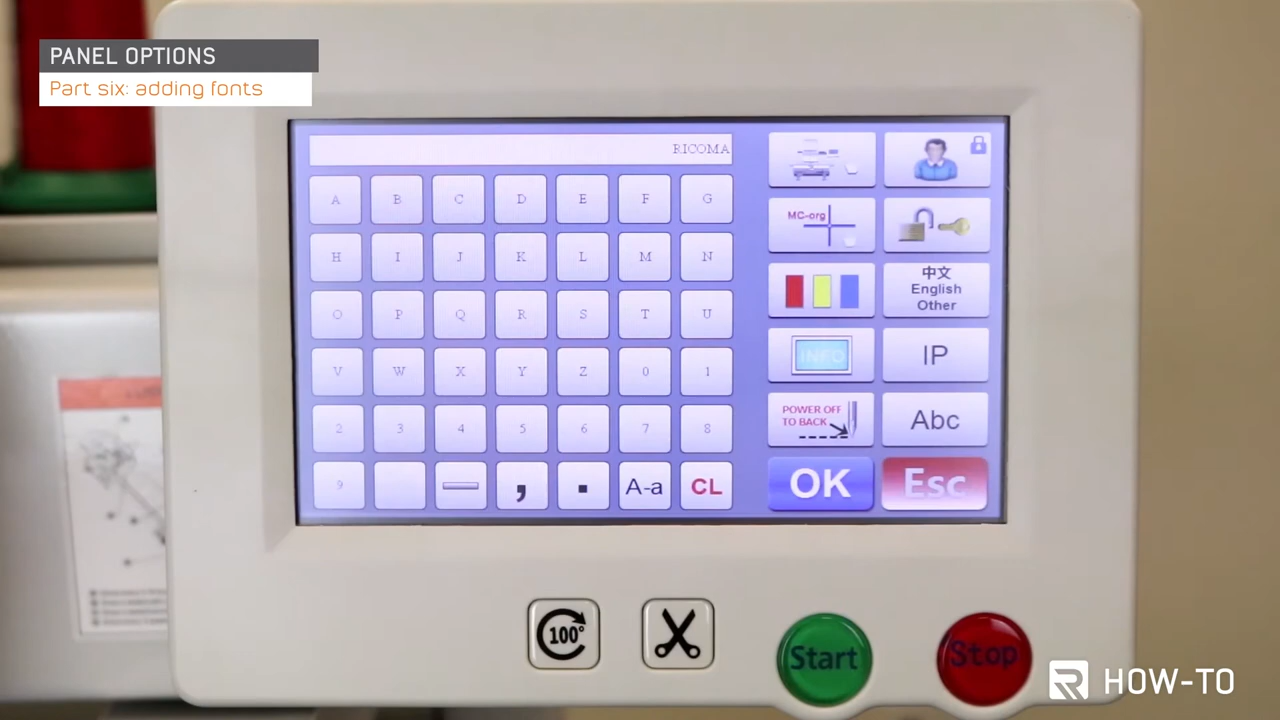 PANEL OPTIONS
Part six: adding fonts
RICOMA
A B C D E F G
H I J K L M N
O P Q R S T U
V W X Y Z 0 1
2 3 4 5 6 7 8
9 — , . A-a CL
MC-org
中文
English
Other
INFO
IP
POWER OFF
TO BACK
Abc
OK
Esc
100°
Start
Stop
HOW-TO